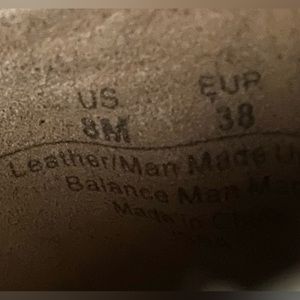 US EUR
8M 38
Leather/Man Made
Balance Man
Made in